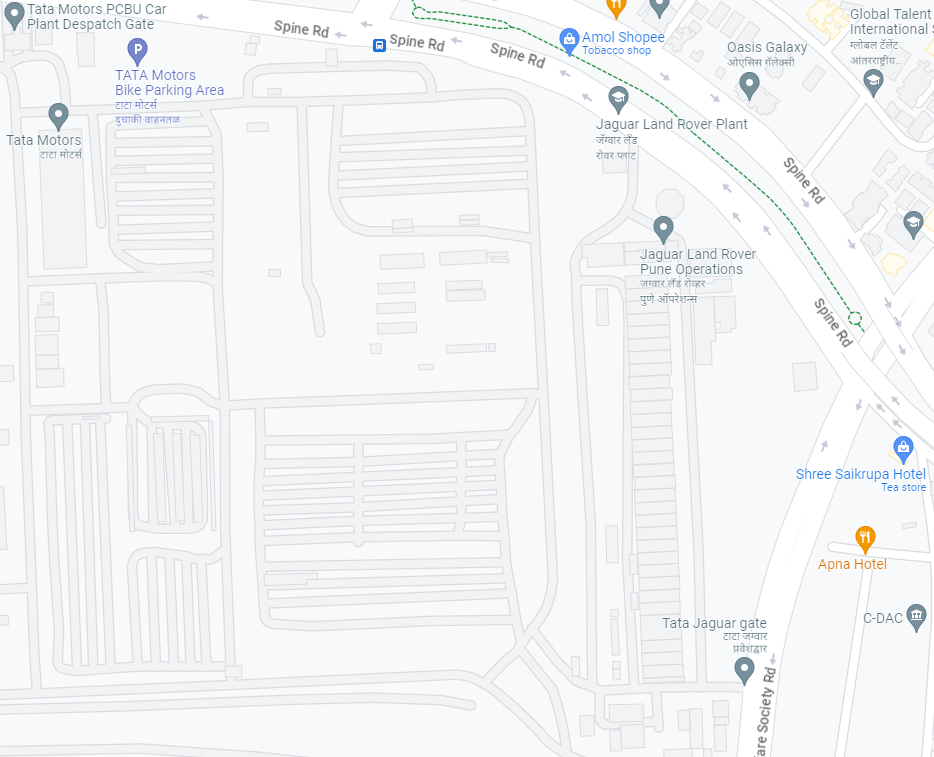 Tata Motors PCBU Car
Plant Despatch Gate
Spine Rd
Spine Rd
Spine Rd
Amol Shopee
Tobacco shop
Global Talent
International
ग्लोबल टॅलेंट
आंतरराष्ट्रीय...
Oasis Galaxy
ओएसिस गॅलेक्सी
P
TATA Motors
Bike Parking Area
टाटा मोटर्स
दुचाकी वाहनतळ
Tata Motors
टाटा मोटर्स
Jaguar Land Rover Plant
जॅग्वार लँड
रोवर प्लांट
Spine Rd
Jaguar Land Rover
Pune Operations
जग्वार लँड रोव्हर
पुणे ऑपरेशन्स
Spine Rd
Shree Saikrupa Hotel
Tea store
Apna Hotel
C-DAC
Tata Jaguar gate
टाटा जग्वार
प्रवेशद्वार
Society Rd